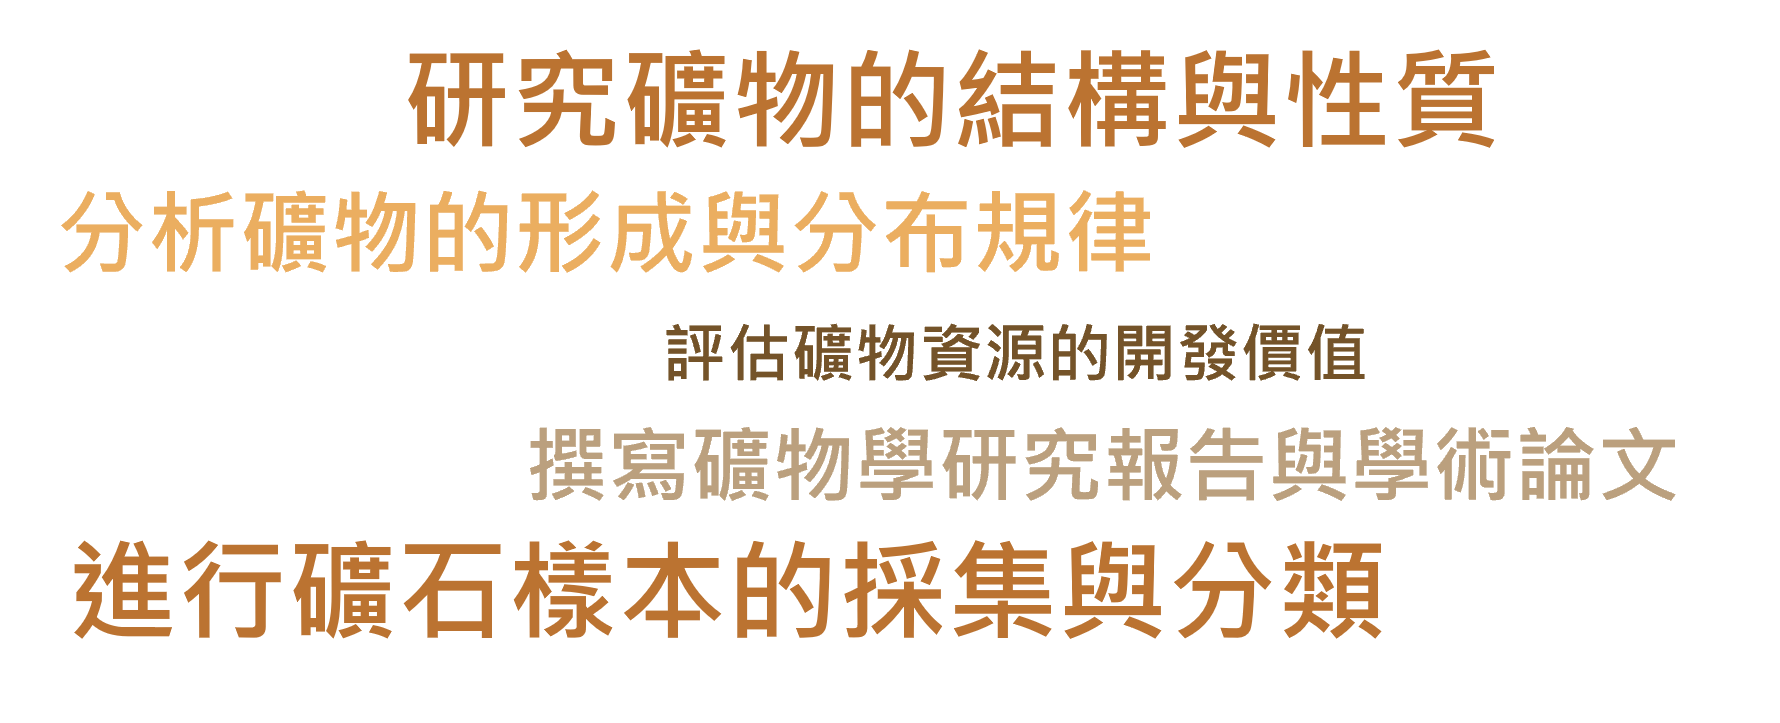 研究礦物的結構與性質
分析礦物的形成與分布規律
評估礦物資源的開發價值
撰寫礦物學研究報告與學術論文
進行礦石樣本的採集與分類